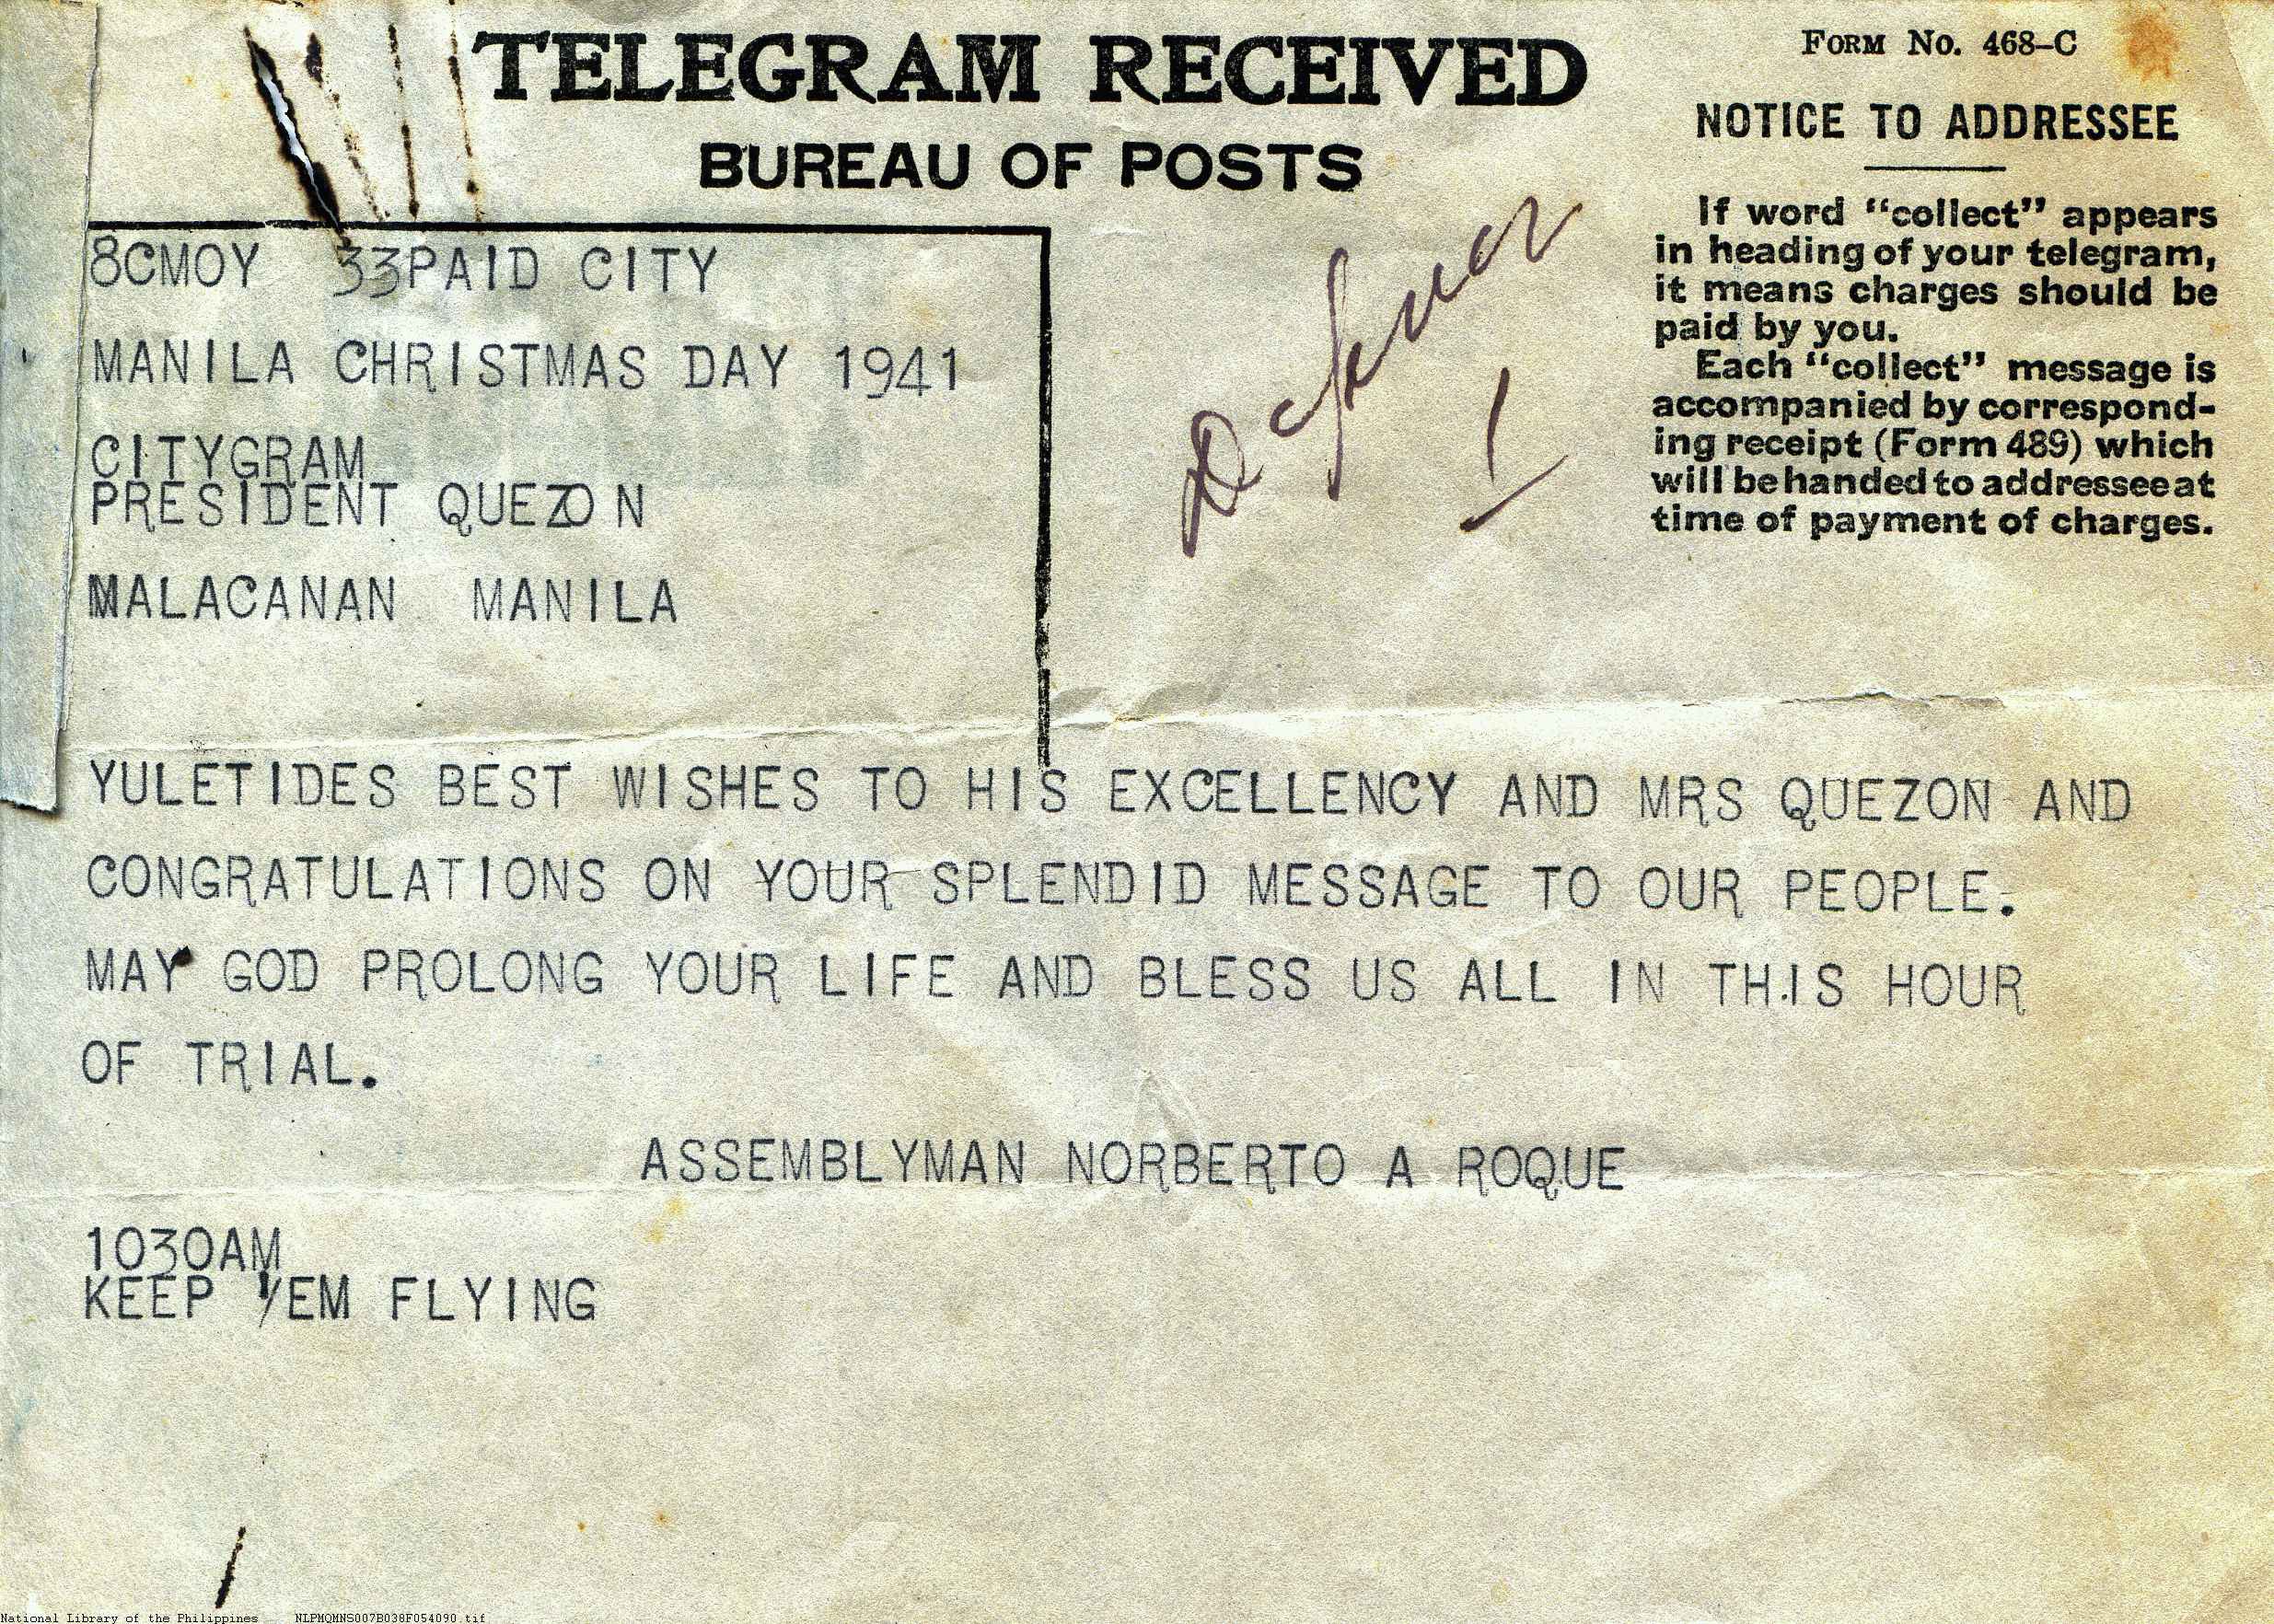 TELEGRAM RECEIVED
BUREAU OF POSTS
FORM NO. 468-C
NOTICE TO ADDRESSEE
If word “collect” appears
in heading of your telegram,
it means charges should be
paid by you.
Each “collect” message is
accompanied by correspond-
ing receipt (Form 489) which
will be handed to addressee at
time of payment of charges.
8CMOY 33PAID CITY
MANILA CHRISTMAS DAY 1941
CITYGRAM
PRESIDENT QUEZON
MALACANAN MANILA
YULETIDES BEST WISHES TO HIS EXCELLENCY AND MRS QUEZON AND
CONGRATULATIONS ON YOUR SPLENDID MESSAGE TO OUR PEOPLE.
MAY GOD PROLONG YOUR LIFE AND BLESS US ALL IN THIS HOUR
OF TRIAL.
ASSEMBLYMAN NORBERTO A ROQUE
1030AM
KEEP 'EM FLYING
National Library of the Philippines NLPMQMNS007B038F054090.tif